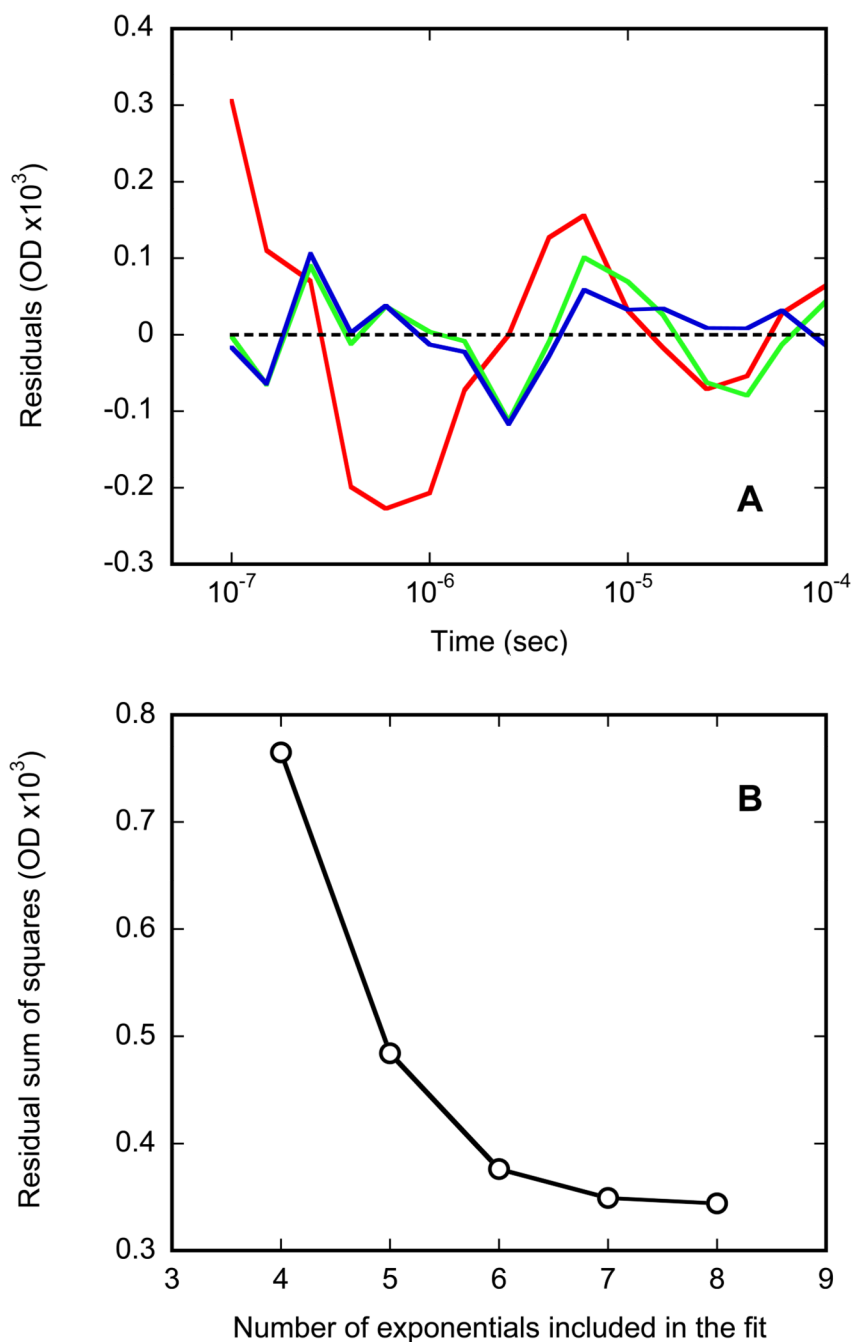 0.4
0.3
0.2
0.1
0
-0.1
-0.2
-0.3
Residuals (OD x10³)
A
10⁻⁷ 10⁻⁶ 10⁻⁵ 10⁻⁴
Time (sec)
0.8
0.7
0.6
0.5
0.4
0.3
Residual sum of squares (OD x10³)
B
3 4 5 6 7 8 9
Number of exponentials included in the fit